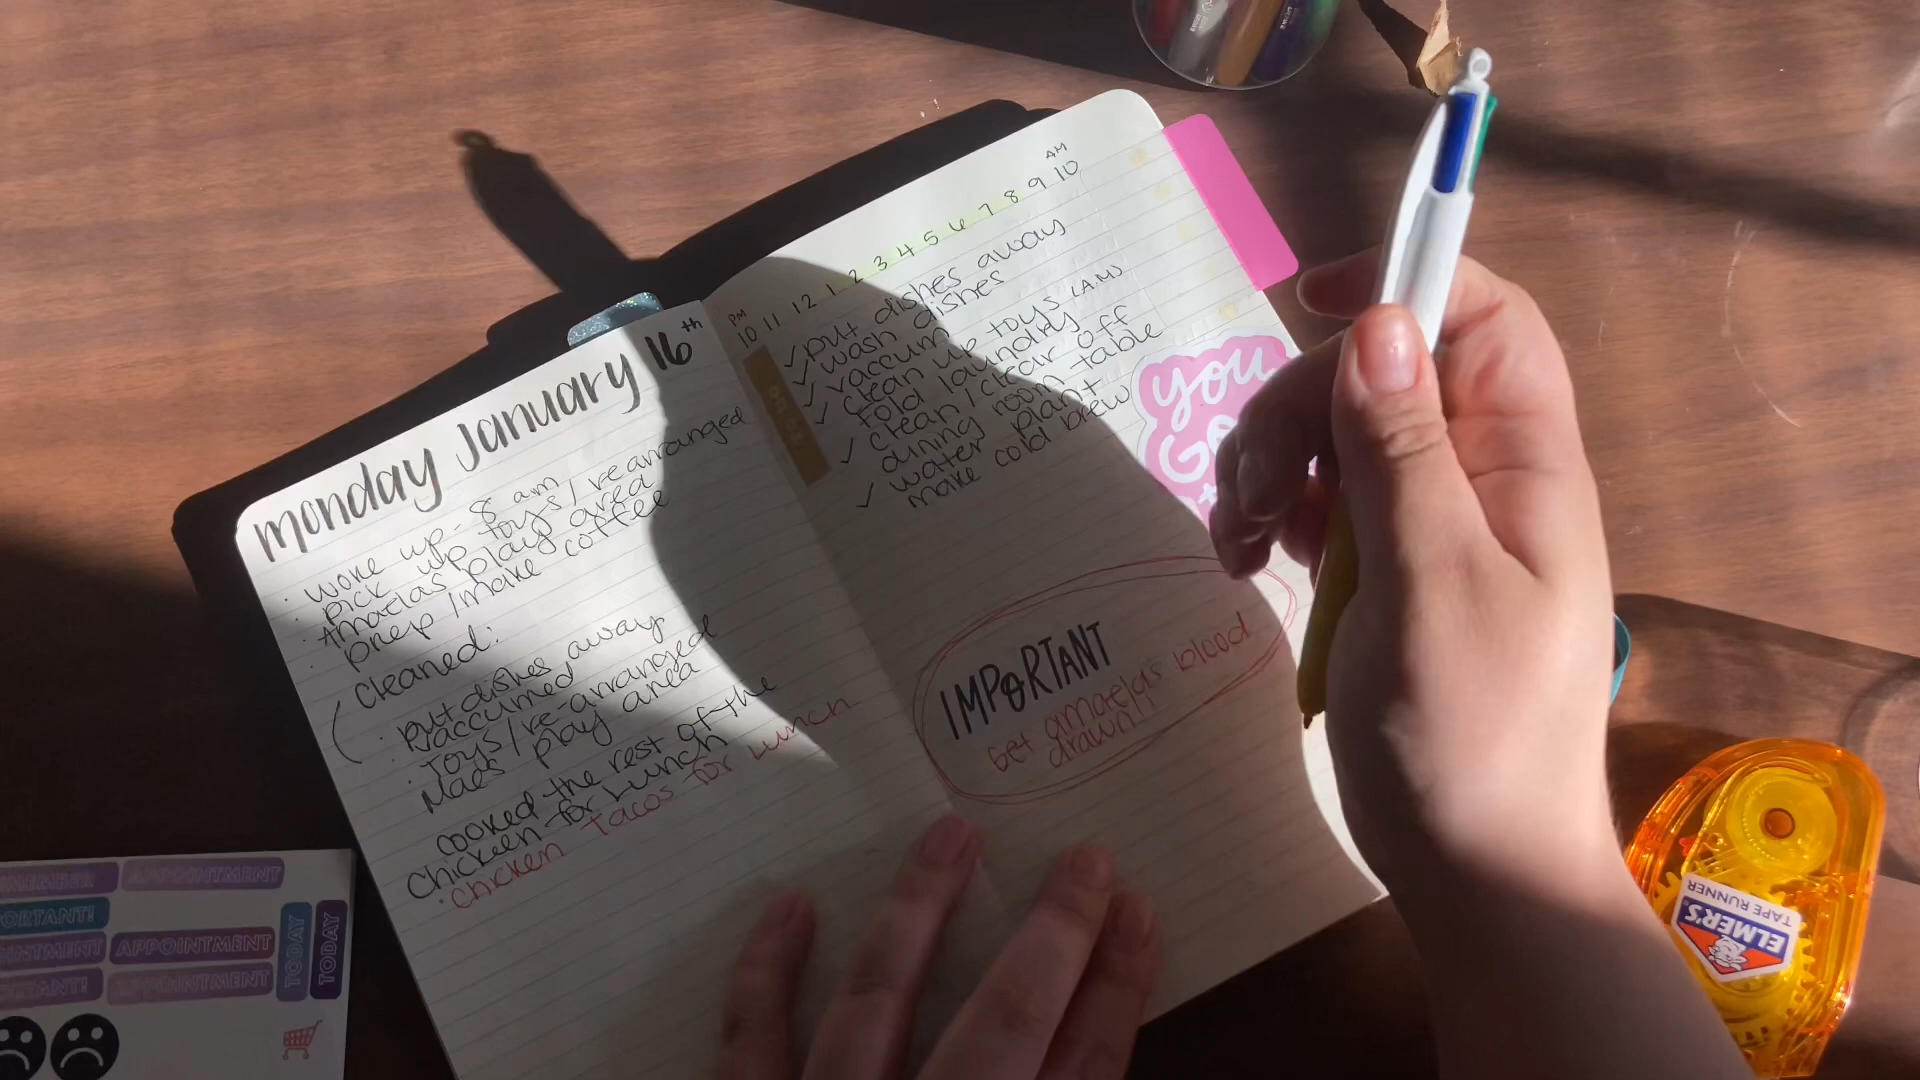 monday January 16th
· woke up - 8 am
· pick up toys / rearranged
· Amaelas play area
· prep / make coffee
cleaned:
· put dishes away
· vaccumed
· Toys / re-arranged
Maes play area
cooked the rest of the
Chicken for Lunch
· Chicken Tacos for Lunch
PM AM
10 11 12 1 2 3 4 5 6 7 8 9 10
✓ put dishes away
✓ wash dishes
✓ vaccum
✓ clean up toys (A.M)
fold laundry
✓ clean / clear off
dining room table
✓ water plant
make cold brew
you
IMPORTANT
Get amaela's blood
drawn!!
APPOINTMENT
APPOINTMENT
APPOINTMENT
TODAY
TODAY
ELMER'S
TAPE RUNNER